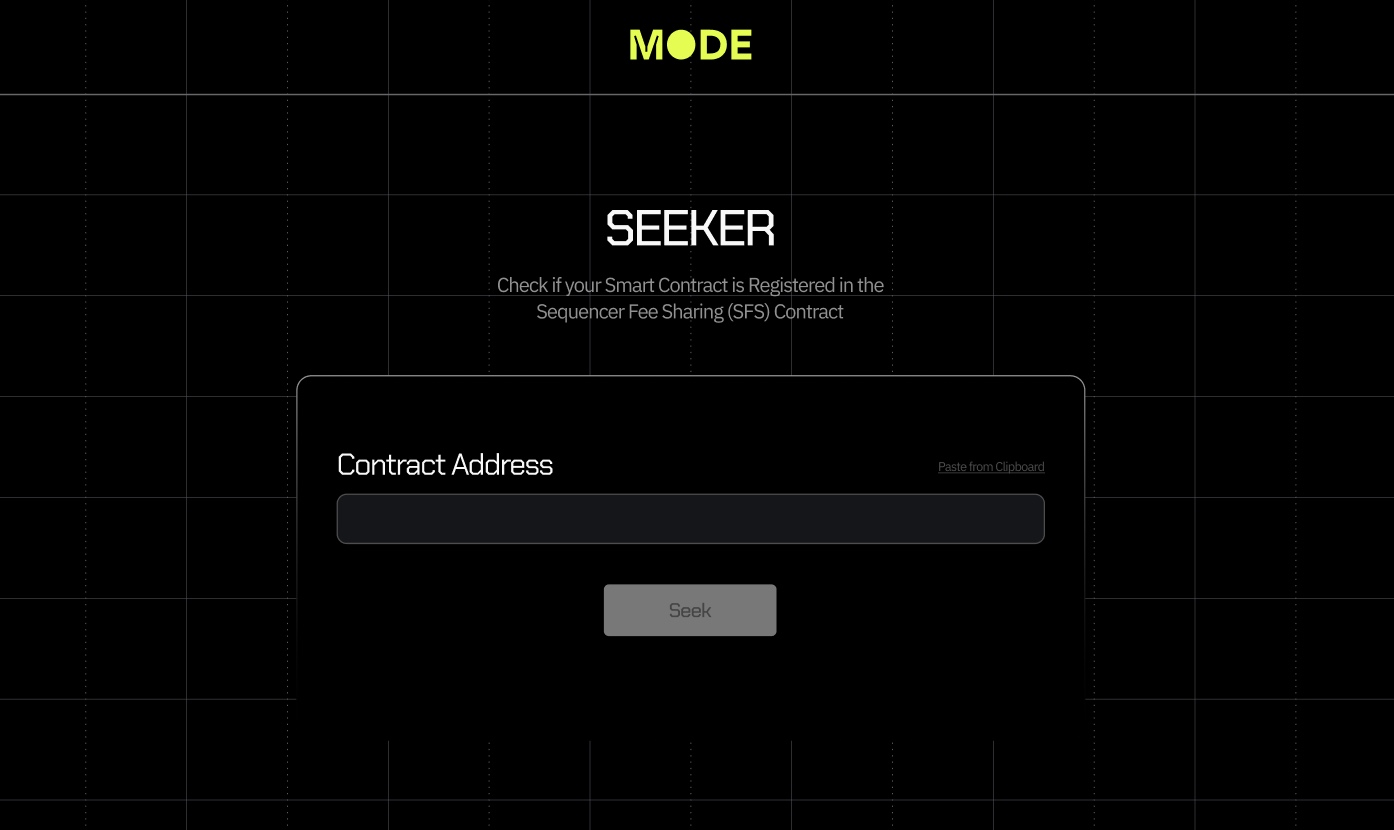 MODE
SEEKER
Check if your Smart Contract is Registered in the
Sequencer Fee Sharing (SFS) Contract
Contract Address
Paste from Clipboard
Seek